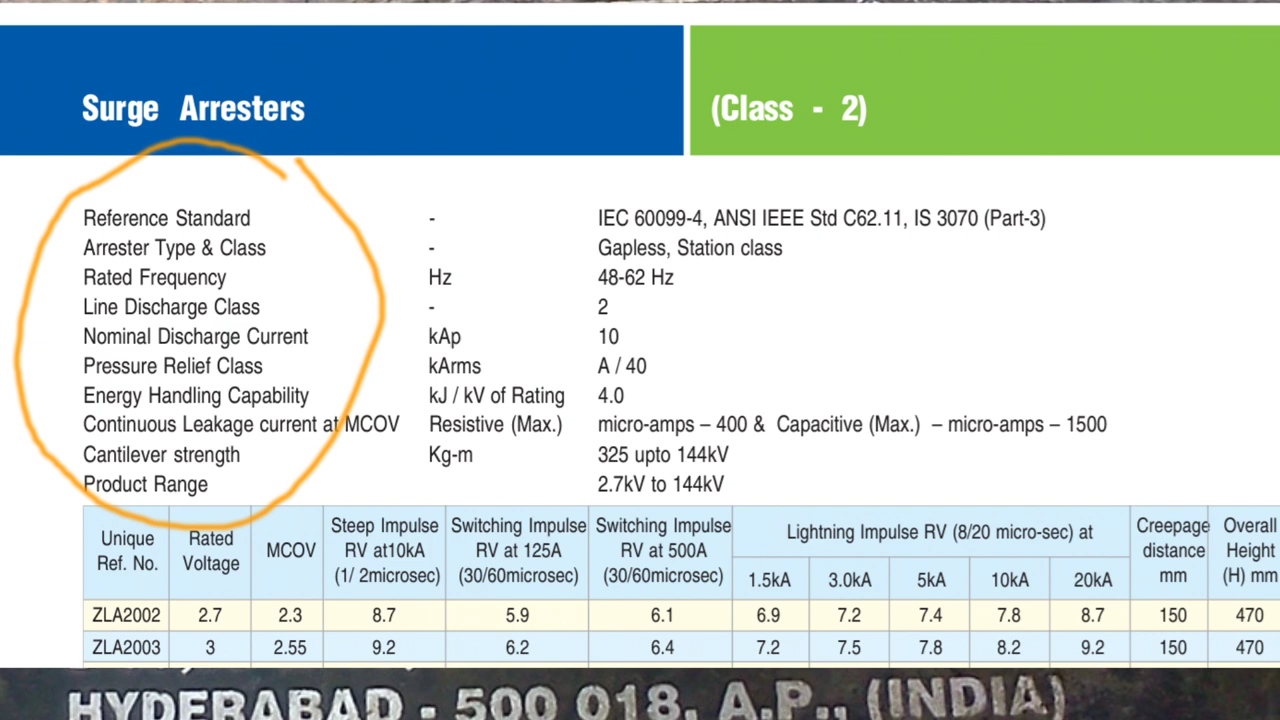 Surge Arresters (Class - 2)
Reference Standard - IEC 60099-4, ANSI IEEE Std C62.11, IS 3070 (Part-3)
Arrester Type & Class - Gapless, Station class
Rated Frequency Hz 48-62 Hz
Line Discharge Class - 2
Nominal Discharge Current kAp 10
Pressure Relief Class kArms A / 40
Energy Handling Capability kJ / kV of Rating 4.0
Continuous Leakage current at MCOV Resistive (Max.) micro-amps – 400 & Capacitive (Max.) – micro-amps – 1500
Cantilever strength Kg-m 325 upto 144kV
Product Range 2.7kV to 144kV
Unique Ref. No. Rated Voltage MCOV Steep Impulse RV at10kA (1/ 2microsec) Switching Impulse RV at 125A (30/60microsec) Switching Impulse RV at 500A (30/60microsec) Lightning Impulse RV (8/20 micro-sec) at Creepage distance mm Overall Height (H) mm
1.5kA 3.0kA 5kA 10kA 20kA
ZLA2002 2.7 2.3 8.7 5.9 6.1 6.9 7.2 7.4 7.8 8.7 150 470
ZLA2003 3 2.55 9.2 6.2 6.4 7.2 7.5 7.8 8.2 9.2 150 470
HYDERABAD - 500 018. A.P., (INDIA)